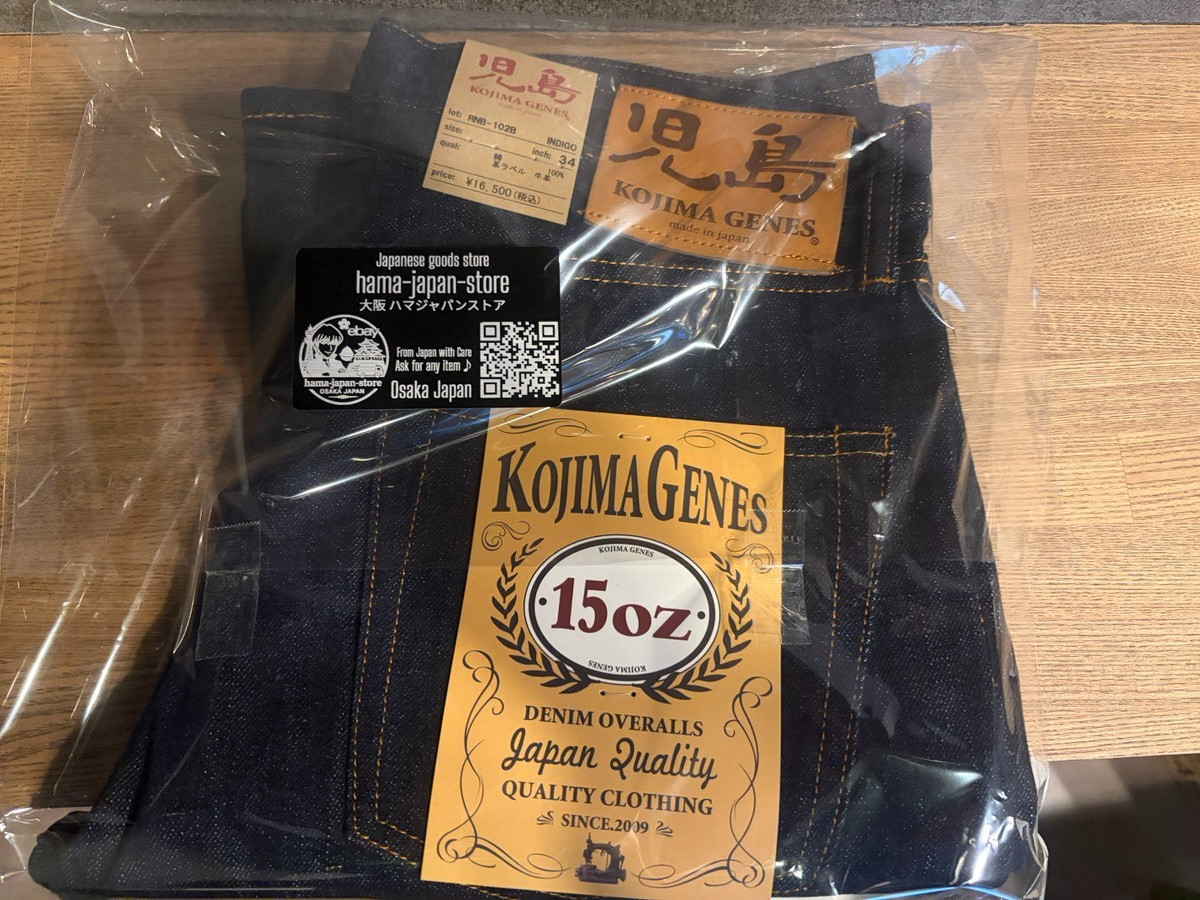 児島
KOJIMA GENES
made in japan
lot: RNB-102B
INDIGO
size:
inch: 34
qual:
綿 100%
革ラベル 牛革
price: ¥16,500(税込)
児島
KOJIMA GENES®
made in japan
Japanese goods store
hama-japan-store
大阪 ハマジャパンストア
ebay
hama-japan-store
OSAKA JAPAN
From Japan with Care
Ask for any item ♪
Osaka Japan
KOJIMAGENES
KOJIMA GENES
15oz
KOJIMA GENES
DENIM OVERALLS
Japan Quality
QUALITY CLOTHING
SINCE.2009